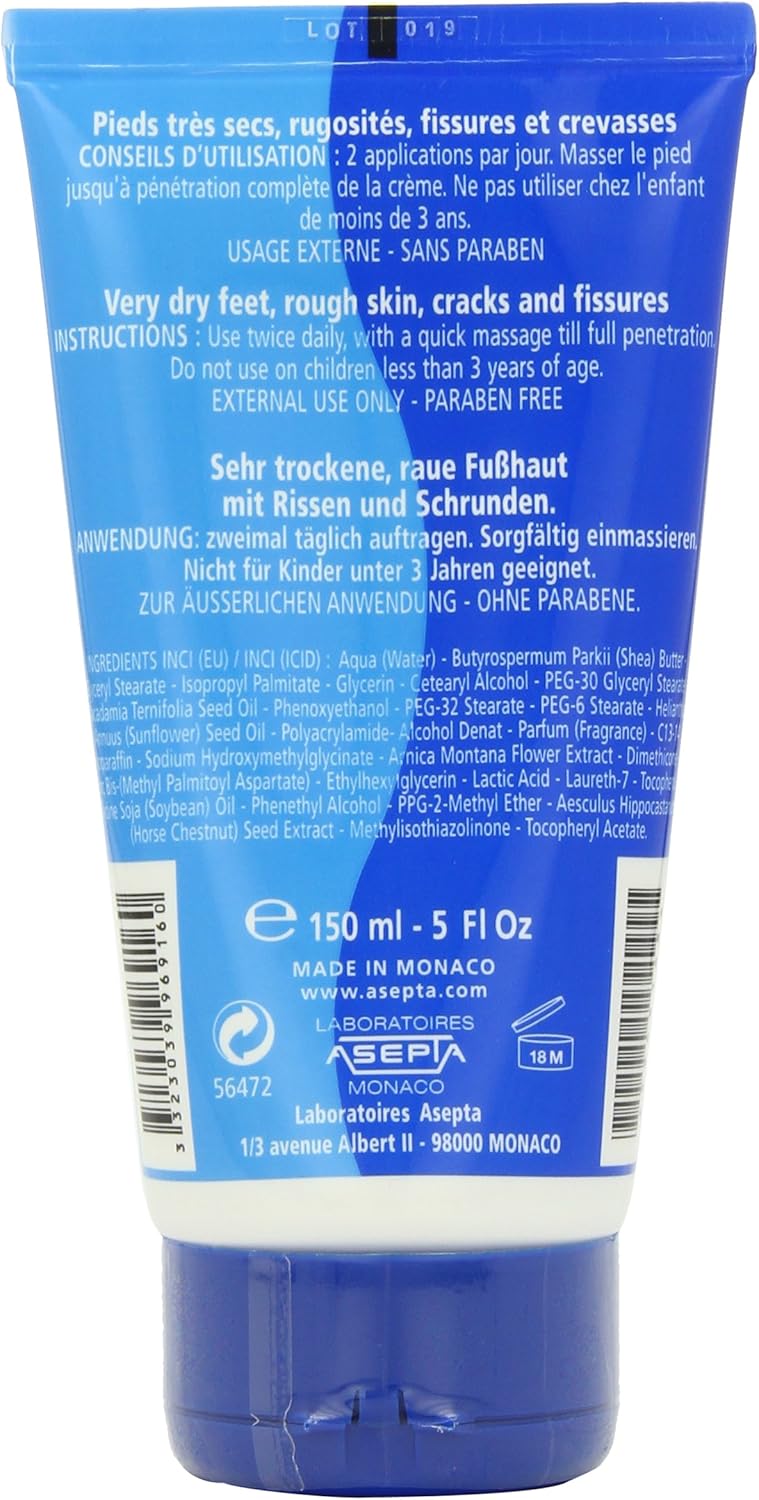 LOT 019
Pieds très secs, rugosités, fissures et crevasses
CONSEILS D'UTILISATION : 2 applications par jour. Masser le pied
jusqu'à pénétration complète de la crème. Ne pas utiliser chez l'enfant
de moins de 3 ans.
USAGE EXTERNE - SANS PARABEN
Very dry feet, rough skin, cracks and fissures
INSTRUCTIONS : Use twice daily, with a quick massage till full penetration.
Do not use on children less than 3 years of age.
EXTERNAL USE ONLY - PARABEN FREE
Sehr trockene, raue Fußhaut
mit Rissen und Schrunden.
ANWENDUNG: zweimal täglich auftragen. Sorgfältig einmassieren.
Nicht für Kinder unter 3 Jahren geeignet.
ZUR ÄUSSERLICHEN ANWENDUNG - OHNE PARABENE.
INGREDIENTS INCI (EU) / INCI (ICID) : Aqua (Water) - Butyrospermum Parkii (Shea) Butter -
Stearate - Isopropyl Palmitate - Glycerin - Cetearyl Alcohol - PEG-30 Glyceryl Stearate
Ternifolia Seed Oil - Phenoxyethanol - PEG-32 Stearate - PEG-6 Stearate -
(Sunflower) Seed Oil - Polyacrylamide- Alcohol Denat - Parfum (Fragrance) -
- Sodium Hydroxymethylglycinate - Arnica Montana Flower Extract - Dimethicone
Bis-(Methyl Palmitoyl Aspartate) - Ethylhexylglycerin - Lactic Acid - Laureth-7 -
Soja (Soybean) Oil - Phenethyl Alcohol - PPG-2-Methyl Ether - Aesculus
(Horse Chestnut) Seed Extract - Methylisothiazolinone - Tocopheryl Acetate.
3 323039 969160
e 150 ml - 5 Fl Oz
MADE IN MONACO
www.asepta.com
LABORATOIRES
ASEPTA
MONACO
56472
18 M
Laboratoires Asepta
1/3 avenue Albert II - 98000 MONACO